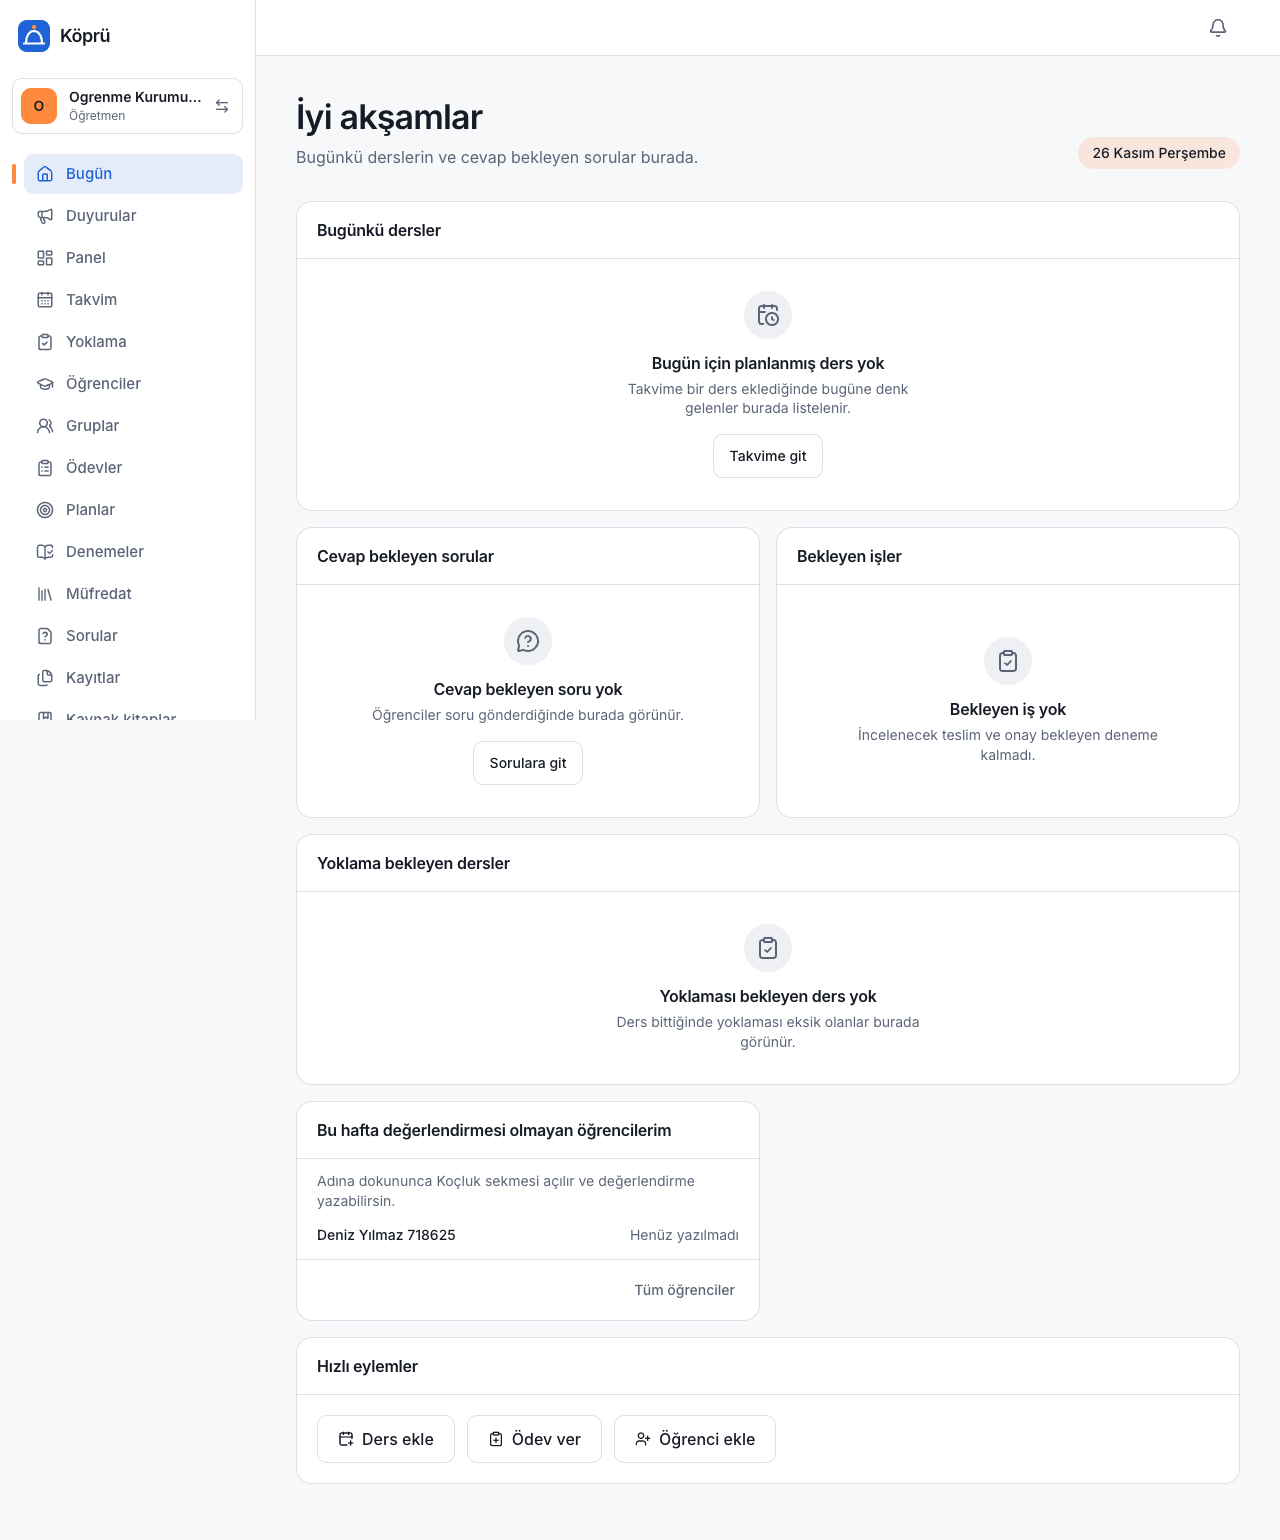 Köprü
O
Ogrenme Kurumu...
Öğretmen
Bugün
Duyurular
Panel
Takvim
Yoklama
Öğrenciler
Gruplar
Ödevler
Planlar
Denemeler
Müfredat
Sorular
Kayıtlar
Kaynak kitaplar
İyi akşamlar
Bugünkü derslerin ve cevap bekleyen sorular burada.
26 Kasım Perşembe
Bugünkü dersler
Bugün için planlanmış ders yok
Takvime bir ders eklediğinde bugüne denk
gelenler burada listelenir.
Takvime git
Cevap bekleyen sorular
Cevap bekleyen soru yok
Öğrenciler soru gönderdiğinde burada görünür.
Sorulara git
Bekleyen işler
Bekleyen iş yok
İncelenecek teslim ve onay bekleyen deneme
kalmadı.
Yoklama bekleyen dersler
Yoklaması bekleyen ders yok
Ders bittiğinde yoklaması eksik olanlar burada
görünür.
Bu hafta değerlendirmesi olmayan öğrencilerim
Adına dokununca Koçluk sekmesi açılır ve değerlendirme
yazabilirsin.
Deniz Yılmaz 718625
Henüz yazılmadı
Tüm öğrenciler
Hızlı eylemler
Ders ekle
Ödev ver
Öğrenci ekle